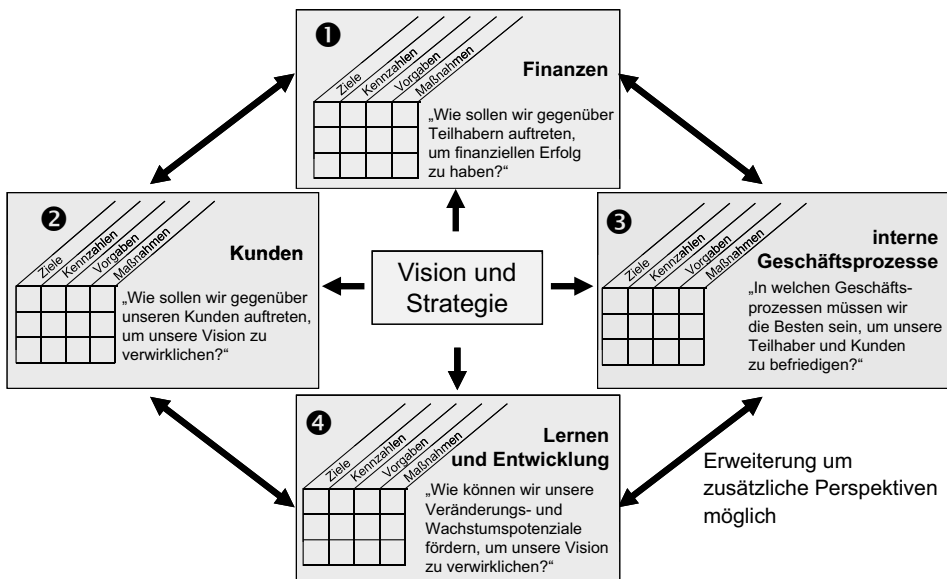 ❶
Ziele
Kennzahlen
Vorgaben
Maßnahmen
Finanzen
„Wie sollen wir gegenüber
Teilhabern auftreten,
um finanziellen Erfolg
zu haben?“
❷
Ziele
Kennzahlen
Vorgaben
Maßnahmen
Kunden
„Wie sollen wir gegenüber
unseren Kunden auftreten,
um unsere Vision zu
verwirklichen?“
Vision und
Strategie
❸
Ziele
Kennzahlen
Vorgaben
Maßnahmen
interne
Geschäftsprozesse
„In welchen Geschäfts-
prozessen müssen wir
die Besten sein, um unsere
Teilhaber und Kunden
zu befriedigen?“
❹
Ziele
Kennzahlen
Vorgaben
Maßnahmen
Lernen
und Entwicklung
„Wie können wir unsere
Veränderungs- und
Wachstumspotenziale
fördern, um unsere Vision
zu verwirklichen?“
Erweiterung um
zusätzliche Perspektiven
möglich